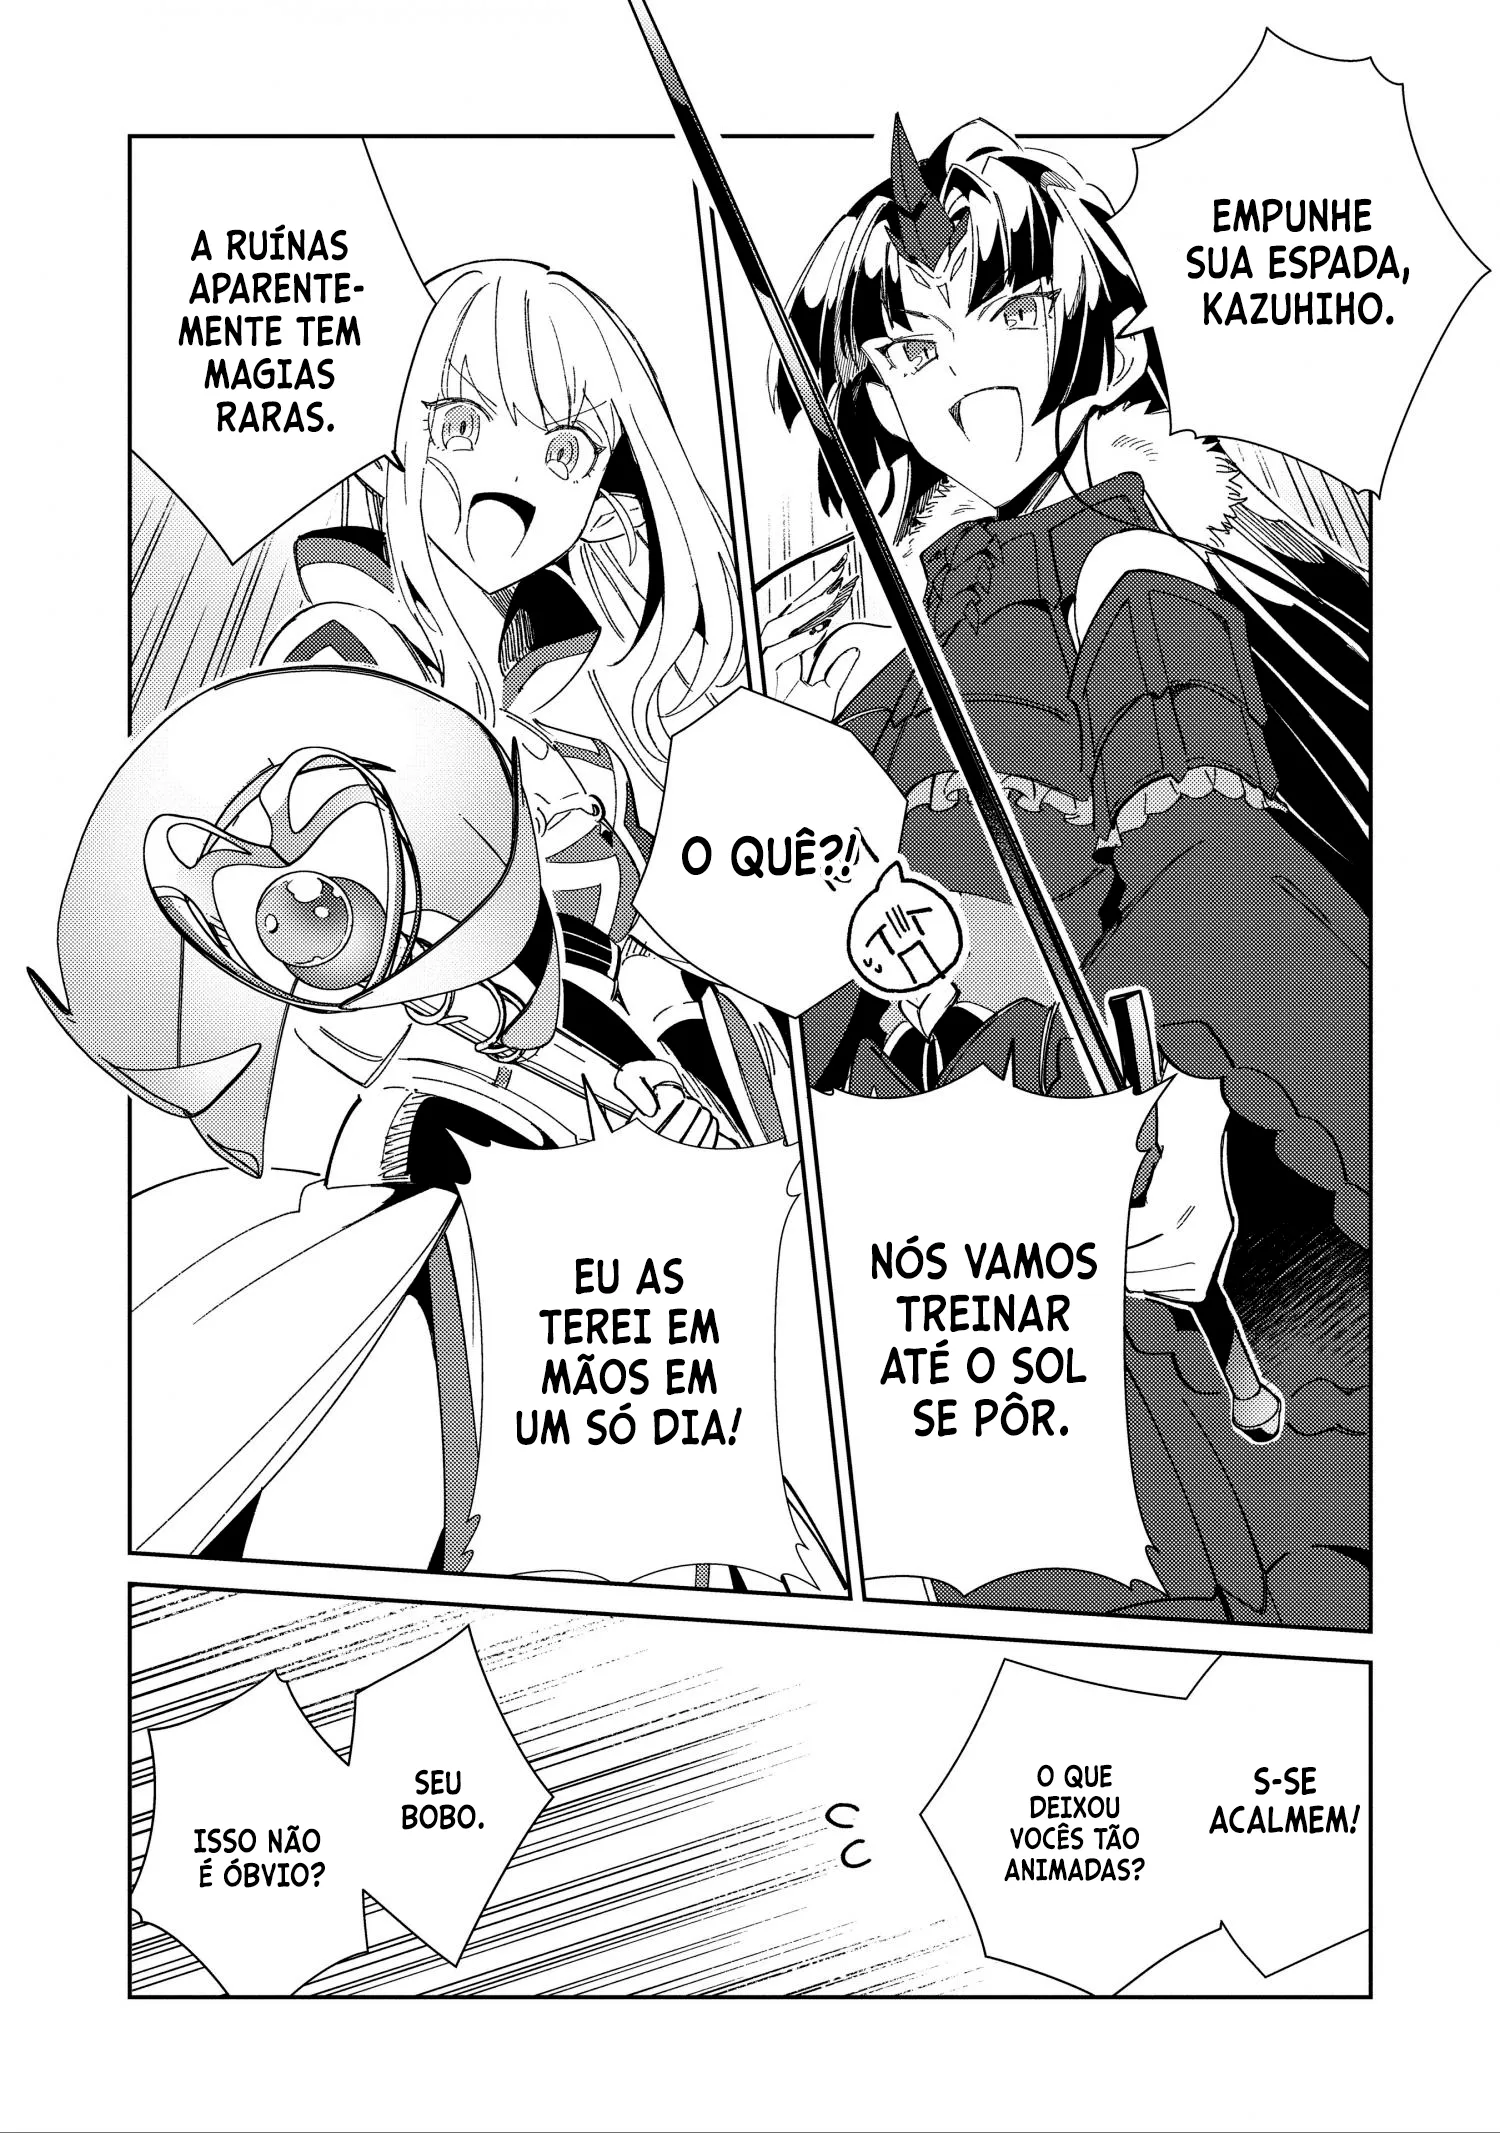 EMPUNHE
SUA ESPADA,
KAZUHIHO.
NÓS VAMOS
TREINAR
ATÉ O SOL
SE PÔR.
O QUÊ?!
A RUÍNAS
APARENTE-
MENTE TEM
MAGIAS
RARAS.
EU AS
TEREI EM
MÃOS EM
UM SÓ DIA!
S-SE
ACALMEM!
O QUE
DEIXOU
VOCÊS TÃO
ANIMADAS?
SEU
BOBO.
ISSO NÃO
É ÓBVIO?